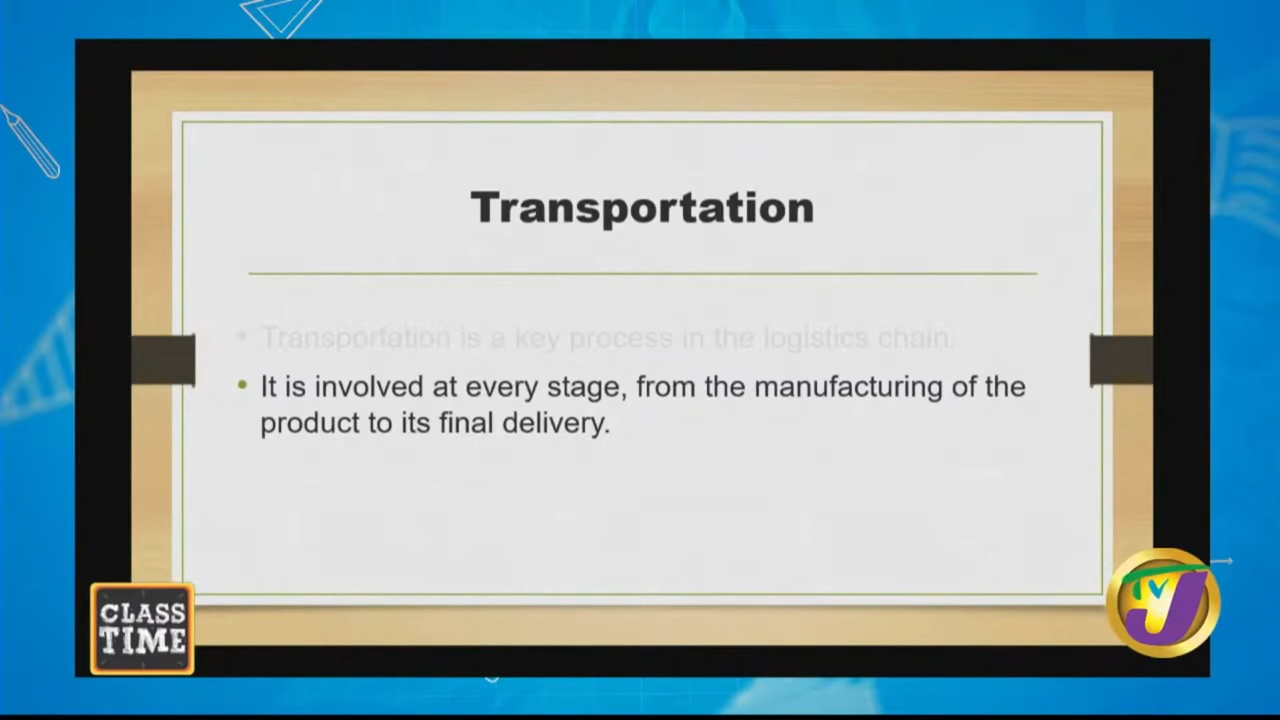 Transportation
• Transportation is a key process in the logistics chain.
• It is involved at every stage, from the manufacturing of the
product to its final delivery.
CLASS
TIME
TVJ